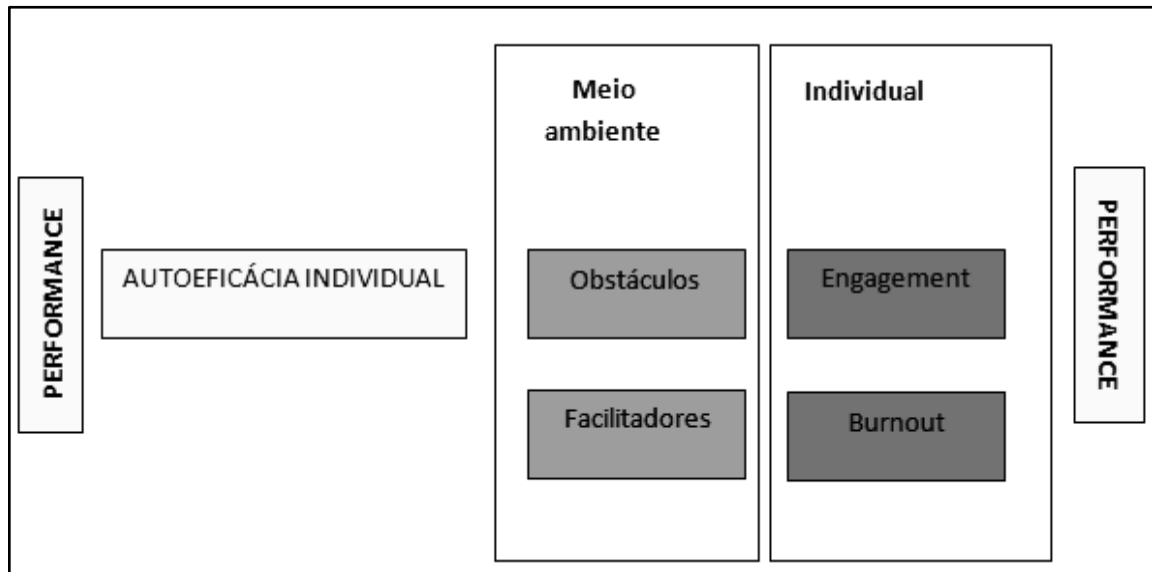 PERFORMANCE
AUTOEFICÁCIA INDIVIDUAL
Meio
ambiente
Obstáculos
Facilitadores
Individual
Engagement
Burnout
PERFORMANCE